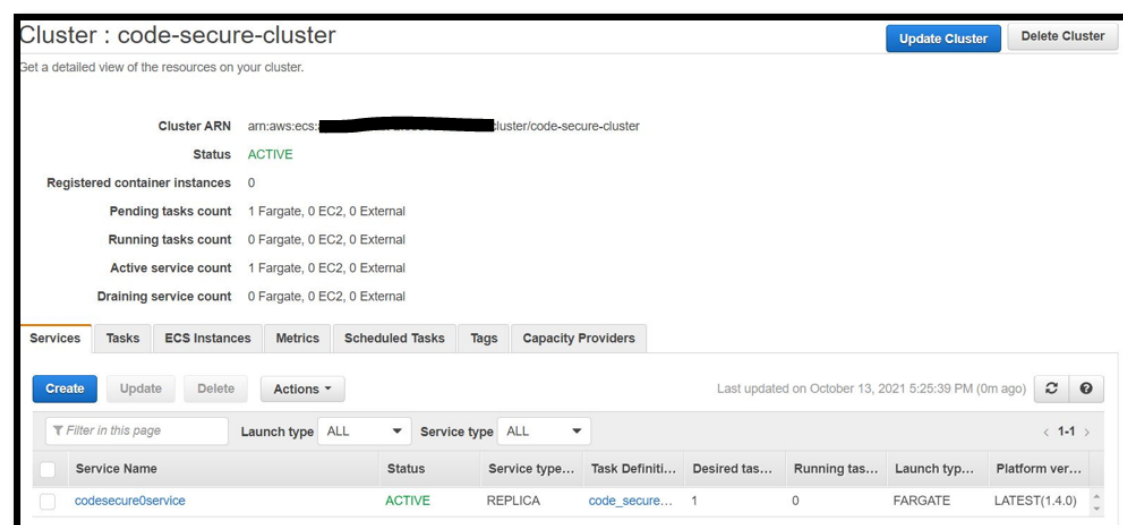 Cluster : code-secure-cluster
Update Cluster Delete Cluster
Get a detailed view of the resources on your cluster.
Cluster ARN arn:aws:ecs: cluster/code-secure-cluster
Status ACTIVE
Registered container instances 0
Pending tasks count 1 Fargate, 0 EC2, 0 External
Running tasks count 0 Fargate, 0 EC2, 0 External
Active service count 1 Fargate, 0 EC2, 0 External
Draining service count 0 Fargate, 0 EC2, 0 External
Services Tasks ECS Instances Metrics Scheduled Tasks Tags Capacity Providers
Create Update Delete Actions Last updated on October 13, 2021 5:25:39 PM (0m ago)
Filter in this page Launch type ALL Service type ALL < 1-1 >
Service Name Status Service type... Task Definiti... Desired tas... Running tas... Launch typ... Platform ver...
codesecure0service ACTIVE REPLICA code_secure... 1 0 FARGATE LATEST(1.4.0)